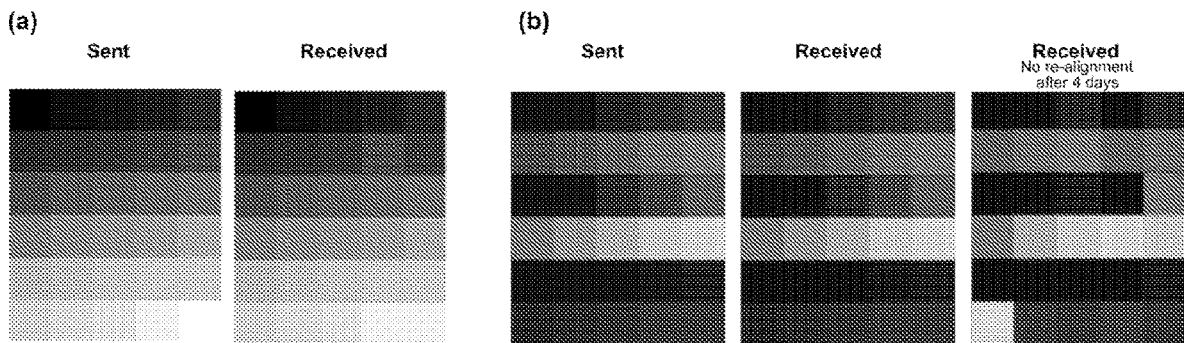 (a)
(b)
Sent
Received
Sent
Received
Received
No re-alignment
after 4 days